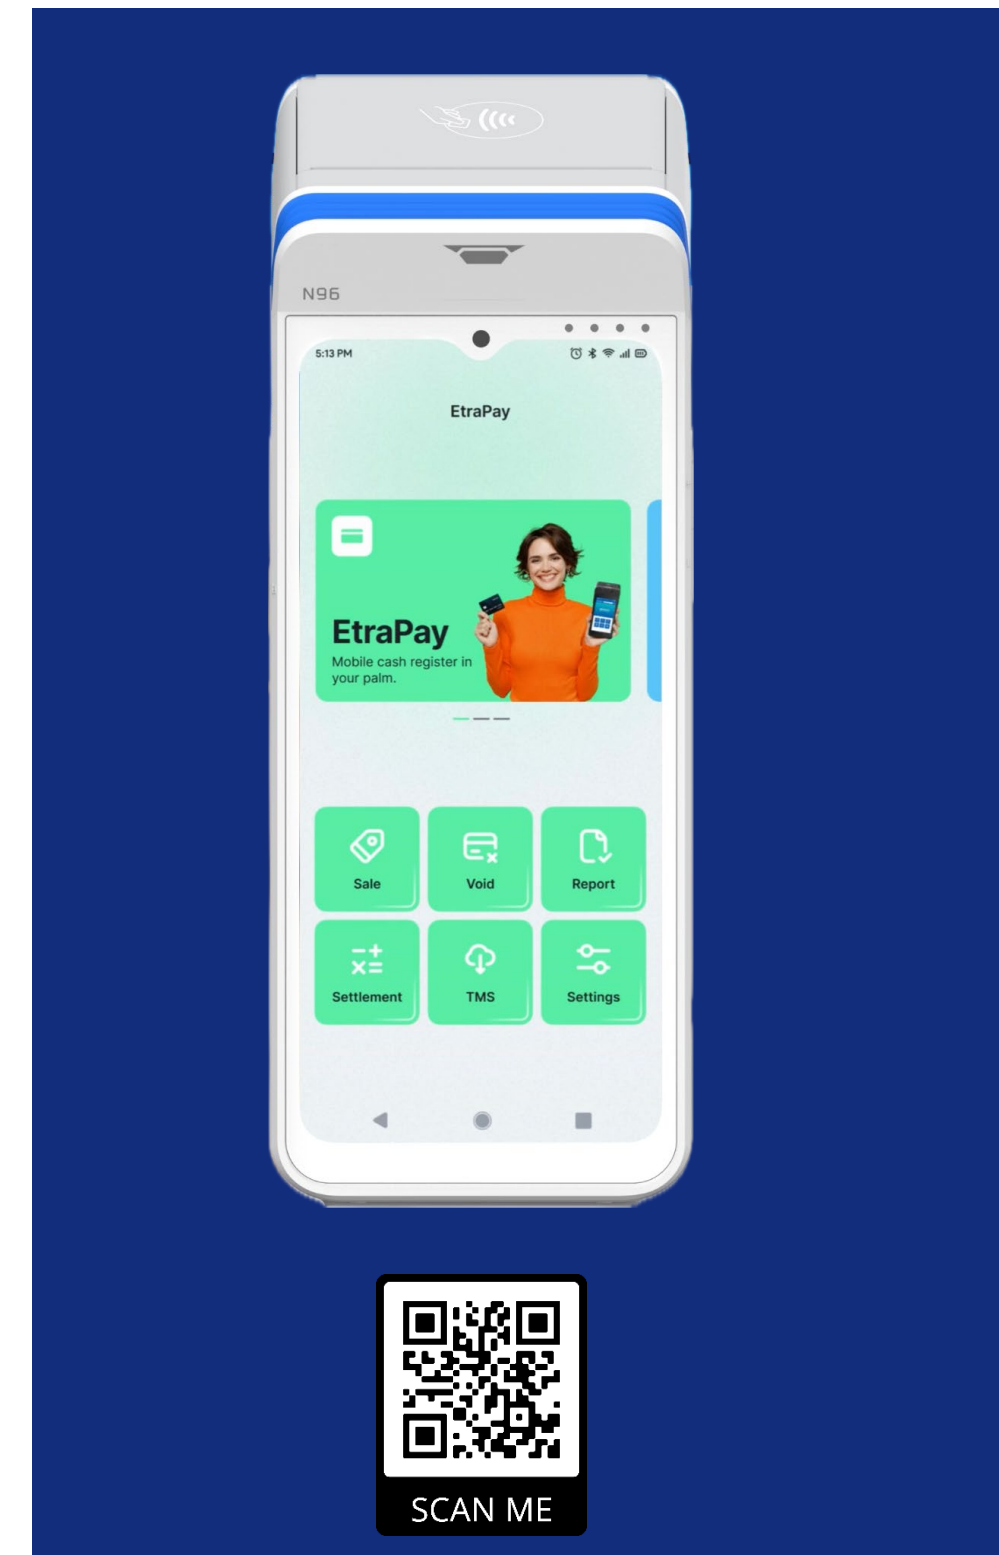 N96
5:13 PM
EtraPay
EtraPay
Mobile cash register in
your palm.
Sale
Void
Report
Settlement
TMS
Settings
SCAN ME